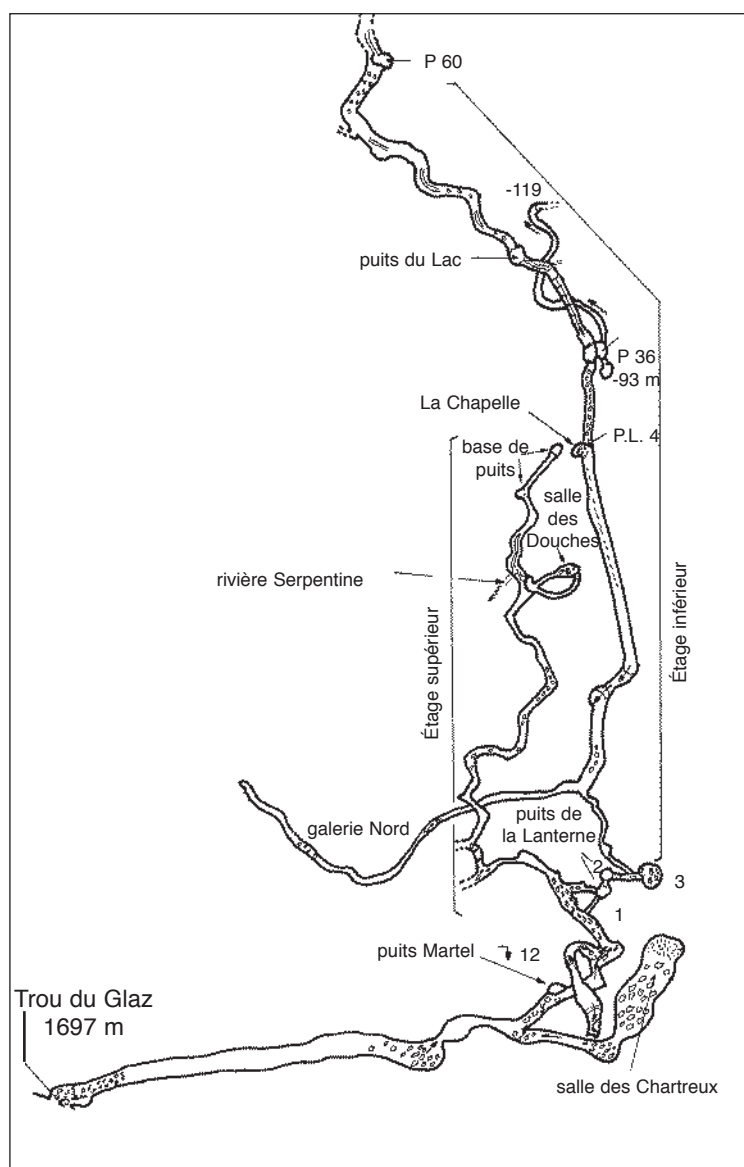 P 60
-119
puits du Lac
P 36
-93 m
La Chapelle
P.L. 4
base de
puits
salle
des
Douches
rivière Serpentine
Étage supérieur
Étage inférieur
galerie Nord
puits de
la Lanterne
2
3
1
puits Martel
12
Trou du Glaz
1697 m
salle des Chartreux